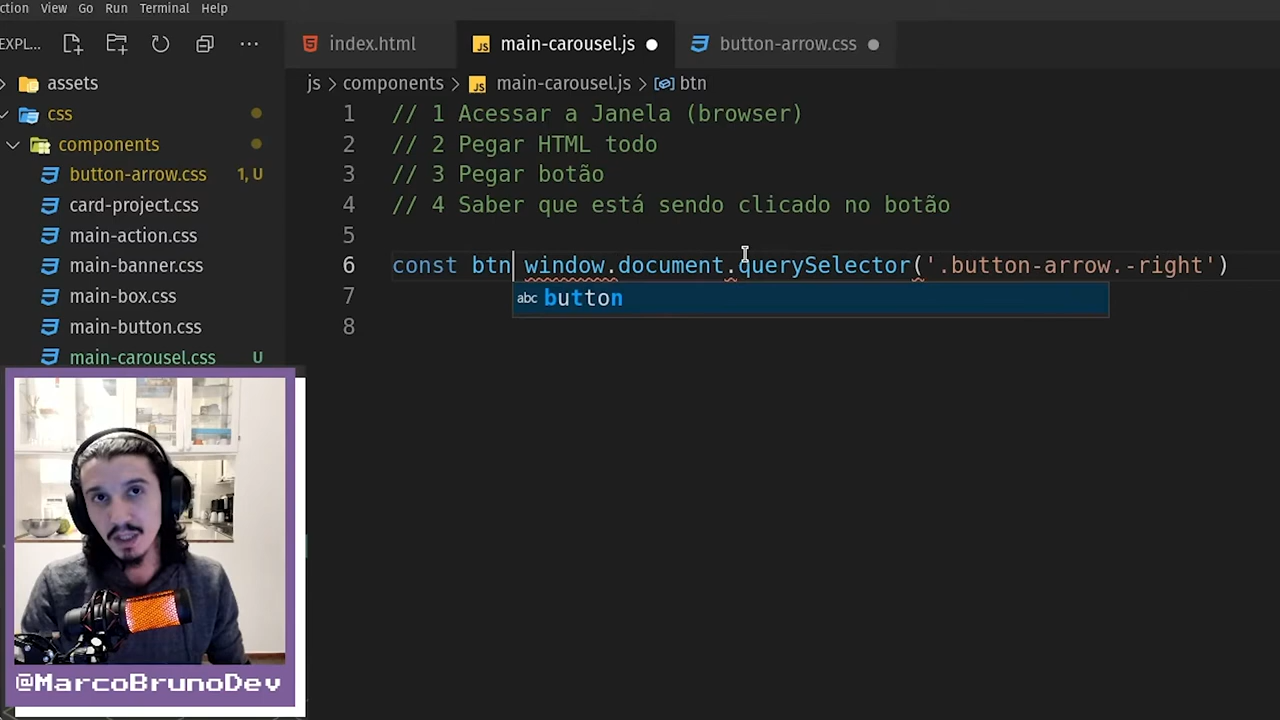 ction View Go Run Terminal Help
EXPL... ...
index.html
main-carousel.js
button-arrow.css
js > components > main-carousel.js > btn
assets
css
components
button-arrow.css 1, U
card-project.css
main-action.css
main-banner.css
main-box.css
main-button.css
main-carousel.css U
1 // 1 Acessar a Janela (browser)
2 // 2 Pegar HTML todo
3 // 3 Pegar botão
4 // 4 Saber que está sendo clicado no botão
5
6 const btn window.document.querySelector('.button-arrow.-right')
abc button
7
8
@MarcoBrunoDev